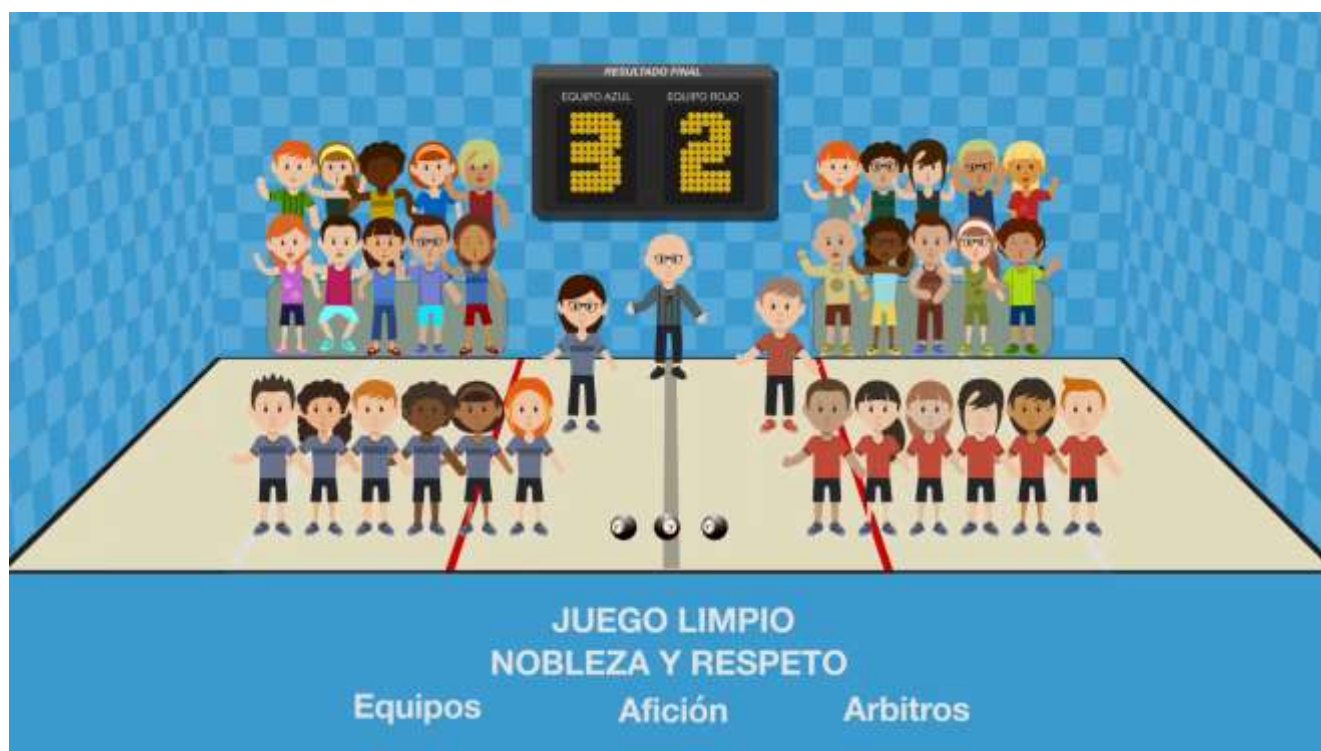 RESULTADO FINAL
EQUIPO AZUL EQUIPO ROJO
3 2
JUEGO LIMPIO
NOBLEZA Y RESPETO
Equipos Afición Arbitros